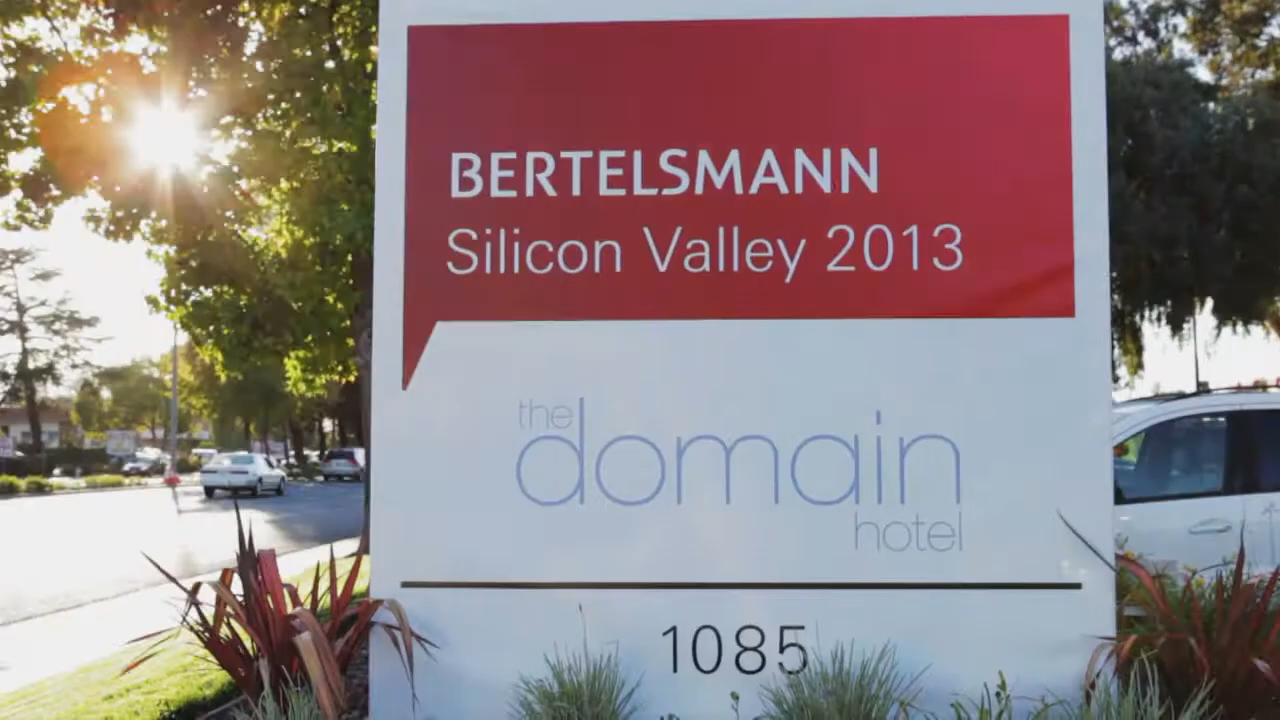 BERTELSMANN
Silicon Valley 2013
the
domain
hotel
1085